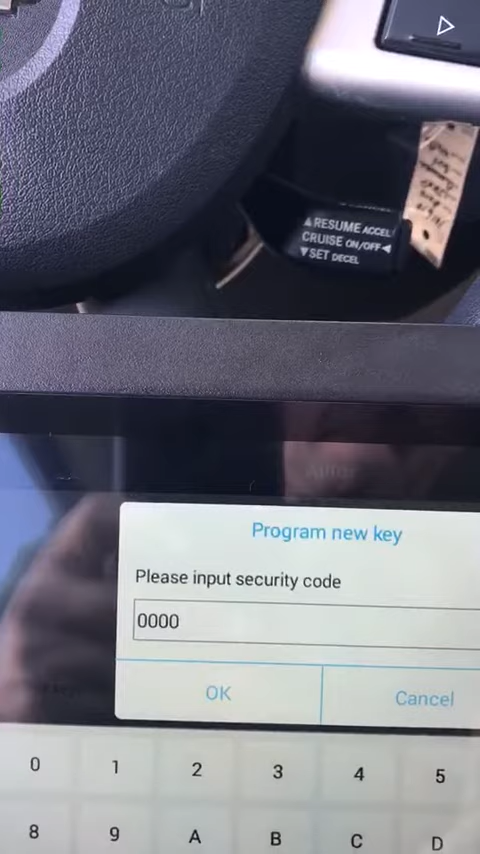 ▲RESUME ACCEL
CRUISE ON/OFF◀
▼SET DECEL
Program new key
Please input security code
0000
OK
Cancel
0 1 2 3 4 5
8 9 A B C D